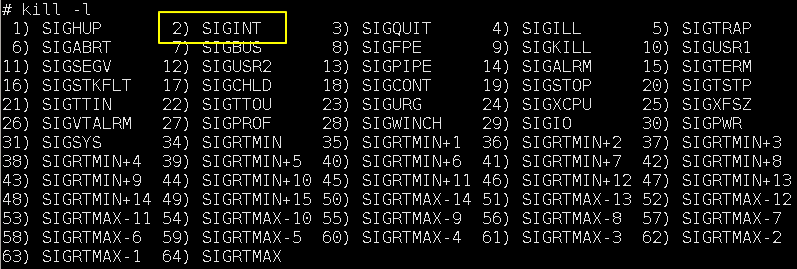 # kill -l
1) SIGHUP 2) SIGINT 3) SIGQUIT 4) SIGILL 5) SIGTRAP
6) SIGABRT 7) SIGBUS 8) SIGFPE 9) SIGKILL 10) SIGUSR1
11) SIGSEGV 12) SIGUSR2 13) SIGPIPE 14) SIGALRM 15) SIGTERM
16) SIGSTKFLT 17) SIGCHLD 18) SIGCONT 19) SIGSTOP 20) SIGTSTP
21) SIGTTIN 22) SIGTTOU 23) SIGURG 24) SIGXCPU 25) SIGXFSZ
26) SIGVTALRM 27) SIGPROF 28) SIGWINCH 29) SIGIO 30) SIGPWR
31) SIGSYS 34) SIGRTMIN 35) SIGRTMIN+1 36) SIGRTMIN+2 37) SIGRTMIN+3
38) SIGRTMIN+4 39) SIGRTMIN+5 40) SIGRTMIN+6 41) SIGRTMIN+7 42) SIGRTMIN+8
43) SIGRTMIN+9 44) SIGRTMIN+10 45) SIGRTMIN+11 46) SIGRTMIN+12 47) SIGRTMIN+13
48) SIGRTMIN+14 49) SIGRTMIN+15 50) SIGRTMAX-14 51) SIGRTMAX-13 52) SIGRTMAX-12
53) SIGRTMAX-11 54) SIGRTMAX-10 55) SIGRTMAX-9 56) SIGRTMAX-8 57) SIGRTMAX-7
58) SIGRTMAX-6 59) SIGRTMAX-5 60) SIGRTMAX-4 61) SIGRTMAX-3 62) SIGRTMAX-2
63) SIGRTMAX-1 64) SIGRTMAX